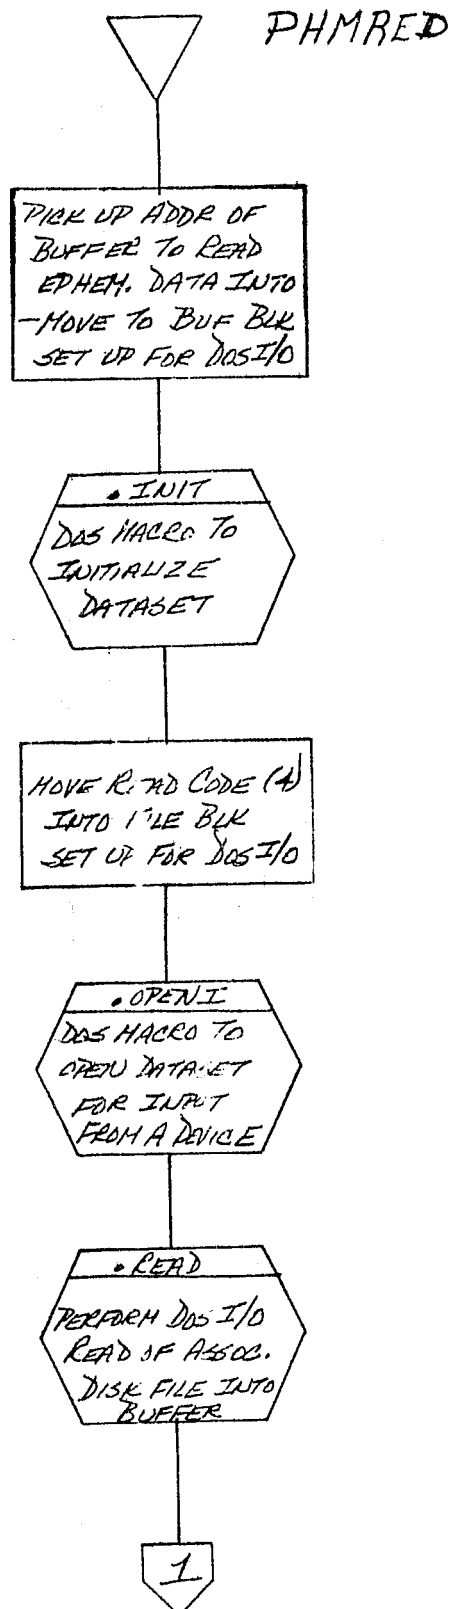 PHMRED
PICK UP ADDR OF
BUFFER TO READ
EPHEM. DATA INTO
-MOVE TO BUF BLK
SET UP FOR DOS I/O
.INIT
DOS MACRO TO
INITIALIZE
DATASET
MOVE READ CODE (4)
INTO FILE BLK
SET UP FOR DOS I/O
.OPENI
DOS MACRO TO
OPEN DATASET
FOR INPUT
FROM A DEVICE
.READ
PERFORM DOS I/O
READ OF ASSOC.
DISK FILE INTO
BUFFER
1